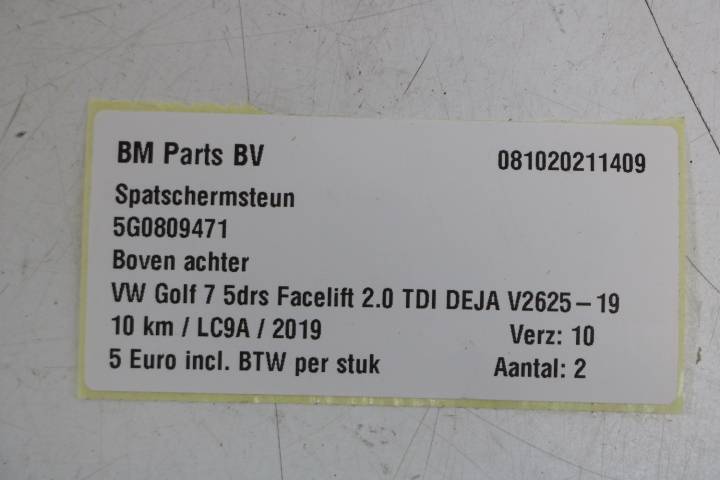 BM Parts BV 081020211409
Spatschermsteun
5G0809471
Boven achter
VW Golf 7 5drs Facelift 2.0 TDI DEJA V2625-19
10 km / LC9A / 2019 Verz: 10
5 Euro incl. BTW per stuk Aantal: 2